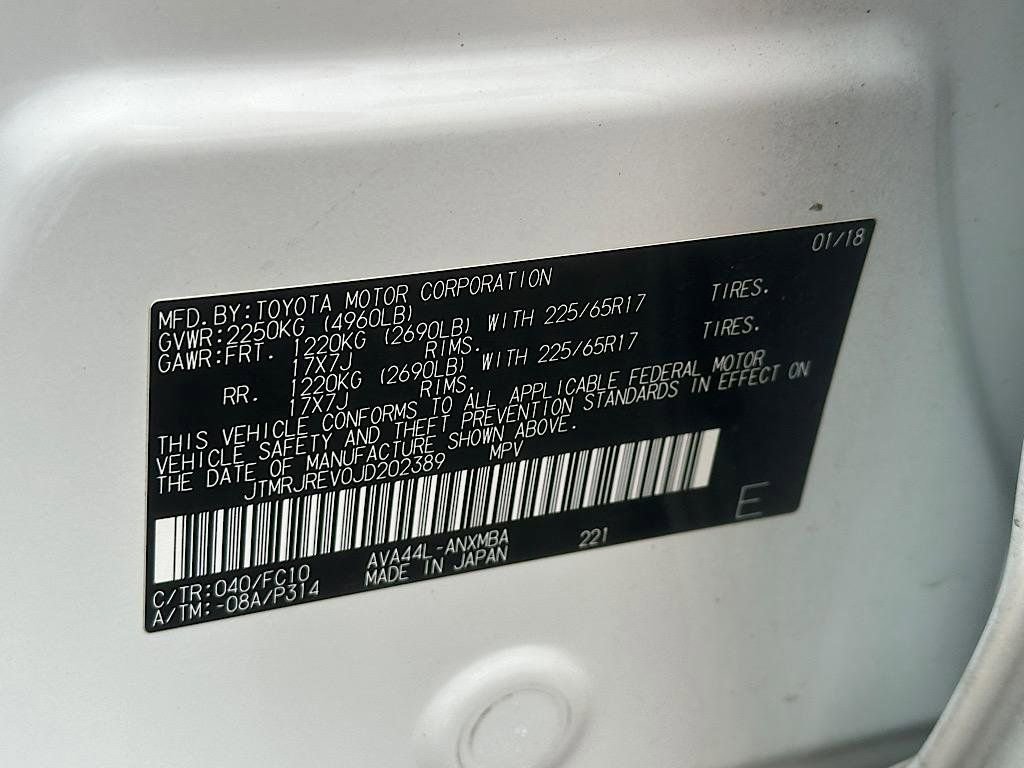 01/18
MFD.BY:TOYOTA MOTOR CORPORATION
GVWR:2250KG (4960LB)
GAWR:FRT. 1220KG (2690LB) WITH 225/65R17 TIRES.
17X7J RIMS.
RR. 1220KG (2690LB) WITH 225/65R17 TIRES.
17X7J RIMS.
THIS VEHICLE CONFORMS TO ALL APPLICABLE FEDERAL MOTOR
VEHICLE SAFETY AND THEFT PREVENTION STANDARDS IN EFFECT ON
THE DATE OF MANUFACTURE SHOWN ABOVE.
JTMRJREV0JD202389 MPV
E
C/TR:040/FC10 AVA44L-ANXMBA 221
A/TM:-08A/P314 MADE IN JAPAN